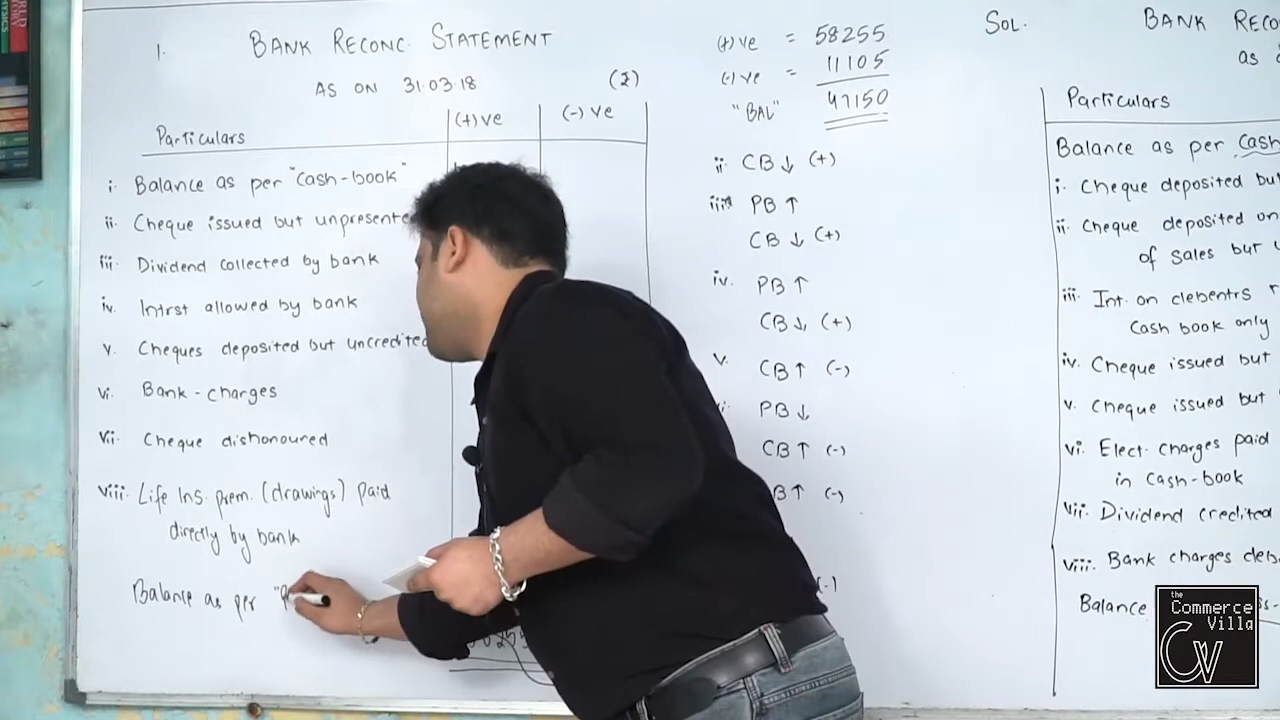 1. BANK RECONC. STATEMENT
AS ON 31.03.18 (₹)
Particulars (+) ve (-) ve
i. Balance as per "Cash-book"
ii. Cheque issued but unpresente
iii. Dividend collected by bank
iv. Intrst allowed by bank
v. Cheques deposited but uncredited
vi. Bank-charges
vii. Cheque dishonoured
viii. Life Ins. prem. (drawings) Paid
directly by bank
Balance as per "P
(+) ve = 58255
(-) ve = 11105
"BAL" 47150
ii. CB ↓ (+)
iii. PB ↑
CB ↓ (+)
iv. PB ↑
CB ↓ (+)
v. CB ↑ (-)
PB ↓
CB ↑ (-)
B ↑ (-)
(-)
SOL. BANK RECO
as
Particulars
Balance as per Cash
i. Cheque deposited but
ii. Cheque deposited on
of sales but
iii. Int. on debentrs
Cash book only
iv. Cheque issued but
v. Cheque issued but
vi. Elect. charges paid
in Cash-book
vii. Dividend credited
viii. Bank charges deb
Balance
the
Commerce
Villa
CV